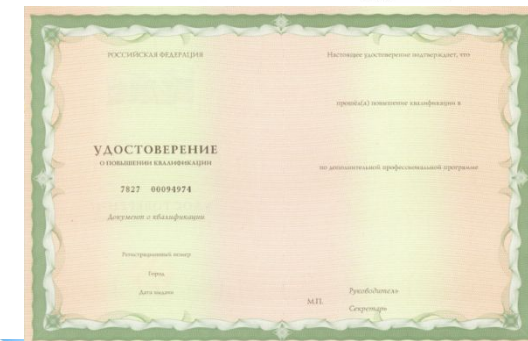 РОССИЙСКАЯ ФЕДЕРАЦИЯ
УДОСТОВЕРЕНИЕ
О ПОВЫШЕНИИ КВАЛИФИКАЦИИ
7827 00094974
Документ о квалификации
Регистрационный номер
Город
Дата выдачи
Настоящее удостоверение подтверждает, что
прошёл(а) повышение квалификации в
по дополнительной профессиональной программе
М.П.
Руководитель
Секретарь